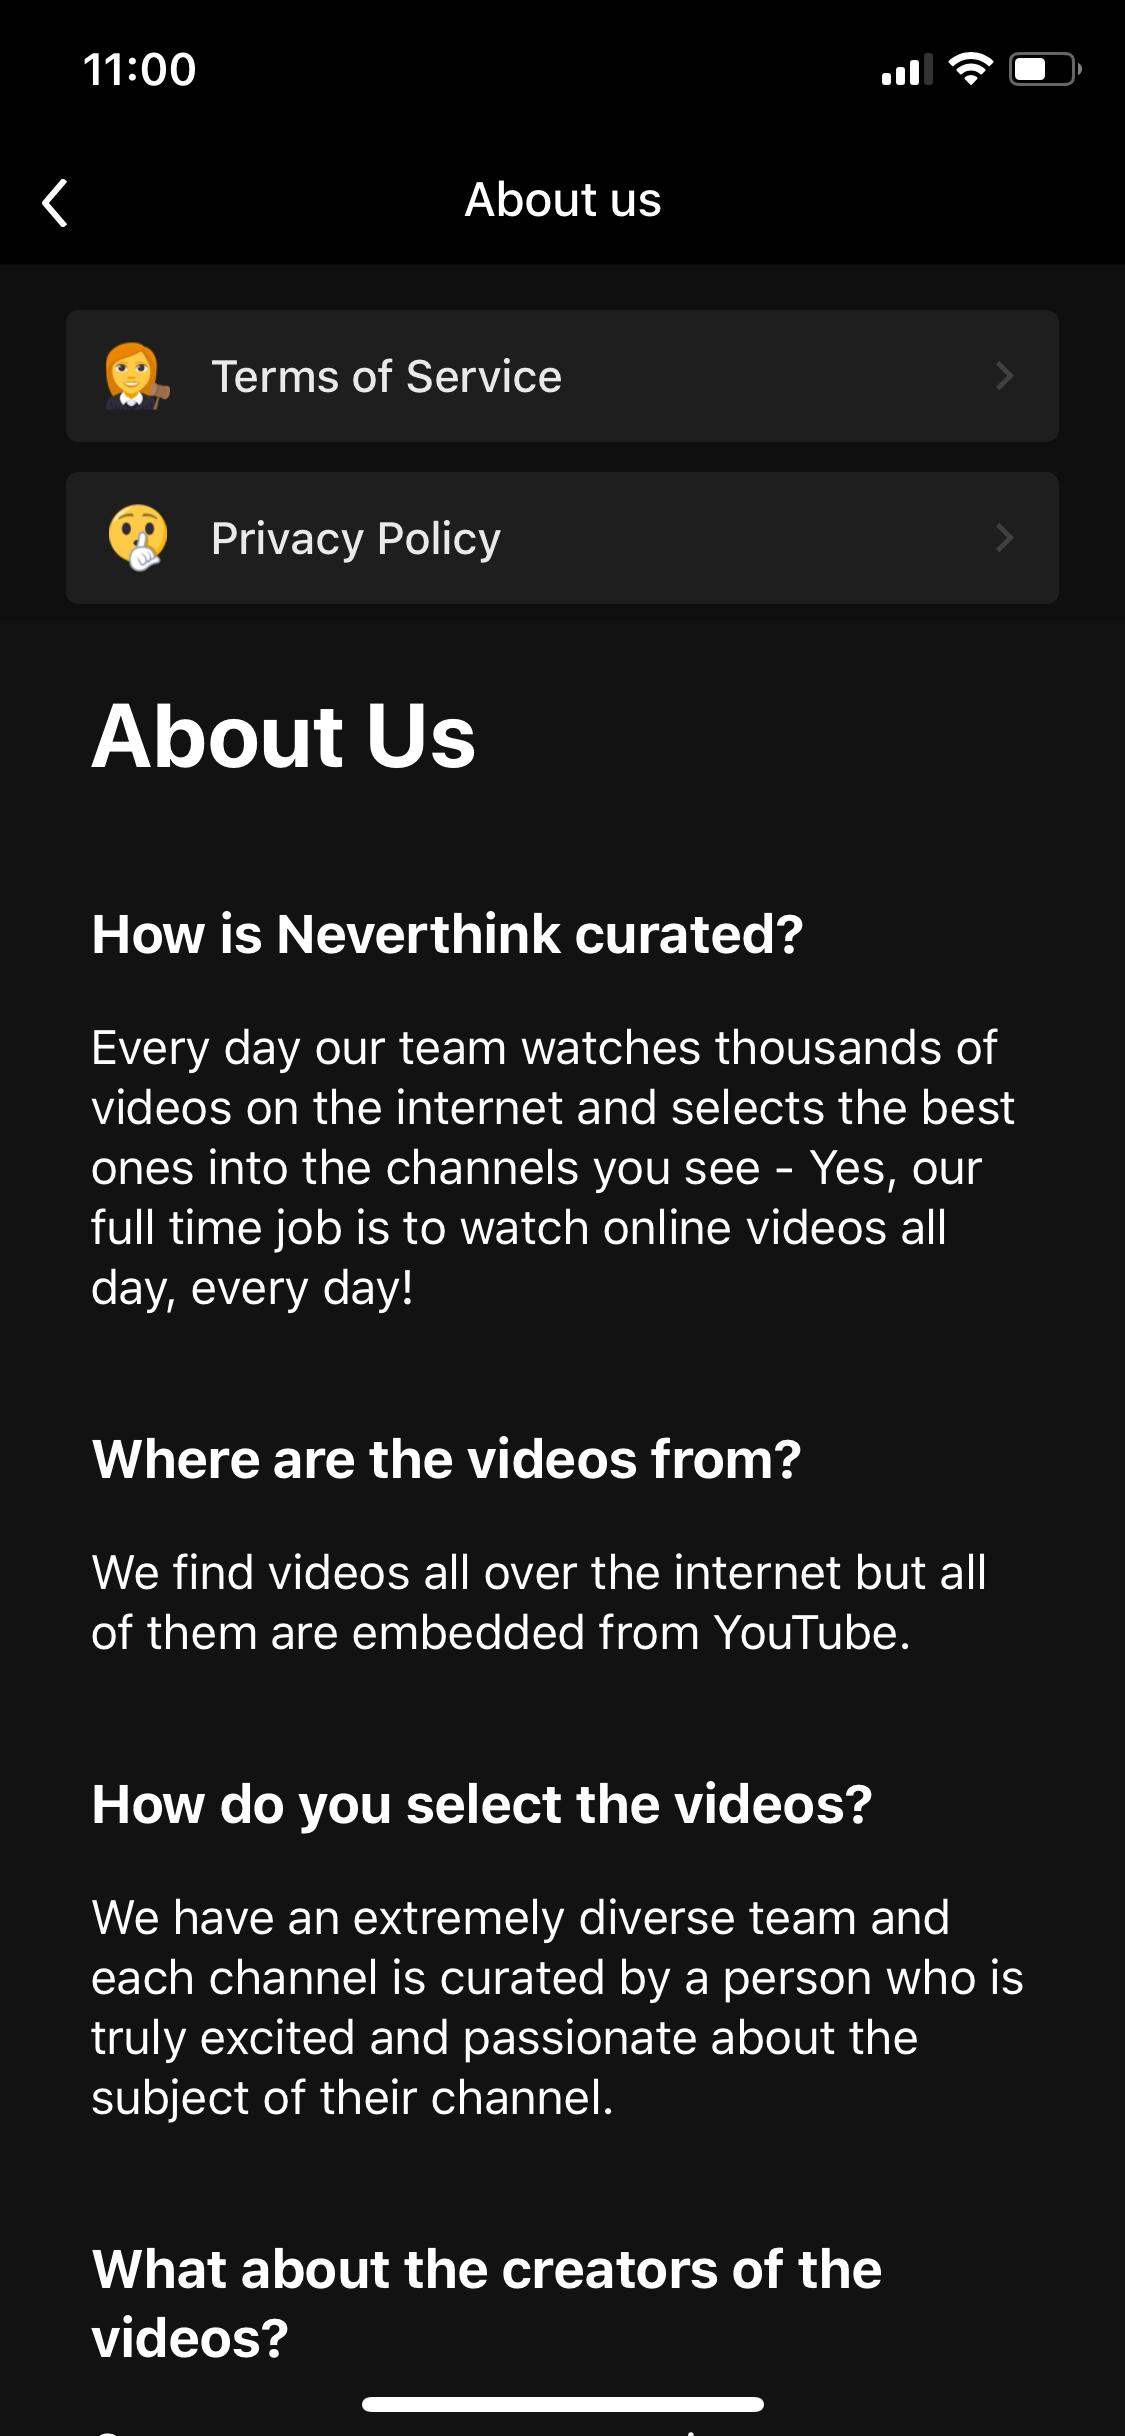 11:00
About us
Terms of Service
Privacy Policy
About Us
How is Neverthink curated?
Every day our team watches thousands of
videos on the internet and selects the best
ones into the channels you see - Yes, our
full time job is to watch online videos all
day, every day!
Where are the videos from?
We find videos all over the internet but all
of them are embedded from YouTube.
How do you select the videos?
We have an extremely diverse team and
each channel is curated by a person who is
truly excited and passionate about the
subject of their channel.
What about the creators of the
videos?